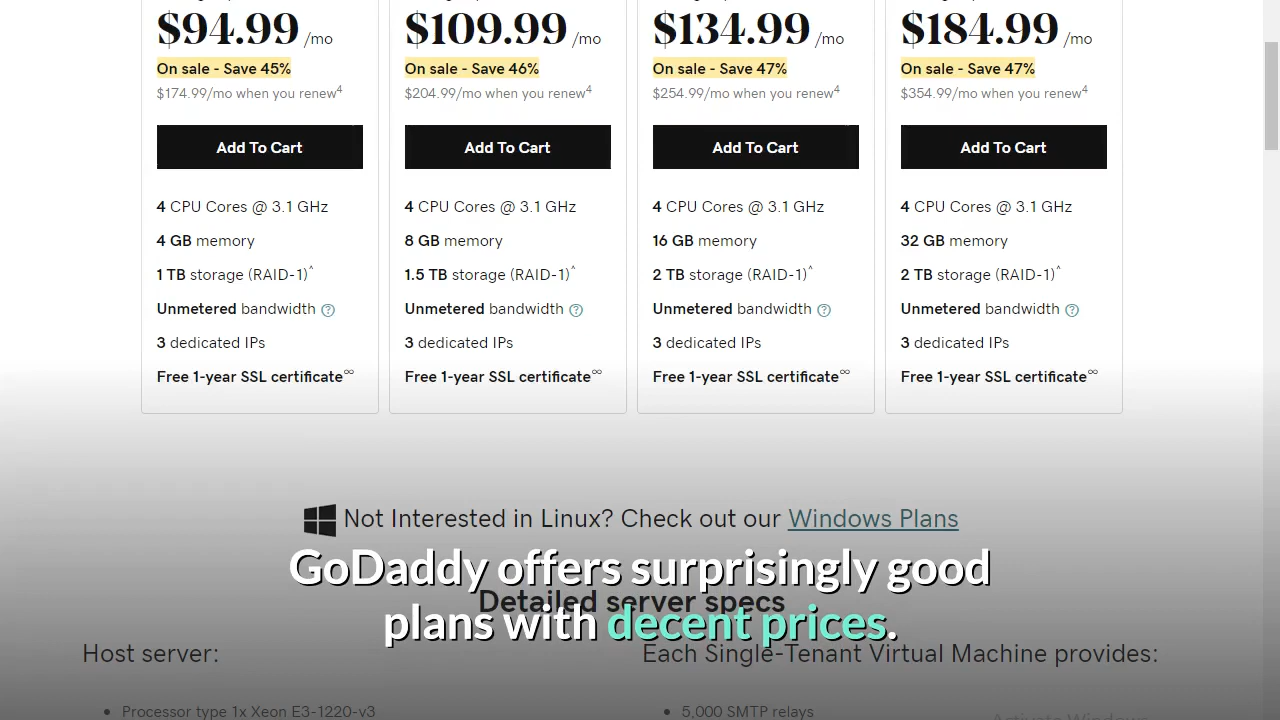 $94.99 /mo
On sale - Save 45%
$174.99/mo when you renew4
Add To Cart
4 CPU Cores @ 3.1 GHz
4 GB memory
1 TB storage (RAID-1)^
Unmetered bandwidth ?
3 dedicated IPs
Free 1-year SSL certificate∞
$109.99 /mo
On sale - Save 46%
$204.99/mo when you renew4
Add To Cart
4 CPU Cores @ 3.1 GHz
8 GB memory
1.5 TB storage (RAID-1)^
Unmetered bandwidth ?
3 dedicated IPs
Free 1-year SSL certificate∞
$134.99 /mo
On sale - Save 47%
$254.99/mo when you renew4
Add To Cart
4 CPU Cores @ 3.1 GHz
16 GB memory
2 TB storage (RAID-1)^
Unmetered bandwidth ?
3 dedicated IPs
Free 1-year SSL certificate∞
$184.99 /mo
On sale - Save 47%
$354.99/mo when you renew4
Add To Cart
4 CPU Cores @ 3.1 GHz
32 GB memory
2 TB storage (RAID-1)^
Unmetered bandwidth ?
3 dedicated IPs
Free 1-year SSL certificate∞
Not Interested in Linux? Check out our Windows Plans
GoDaddy offers surprisingly good
plans with decent prices.
Detailed server specs
Host server:
• Processor type 1x Xeon E3-1220-v3
Each Single-Tenant Virtual Machine provides:
• 5,000 SMTP relays
Activate Windows